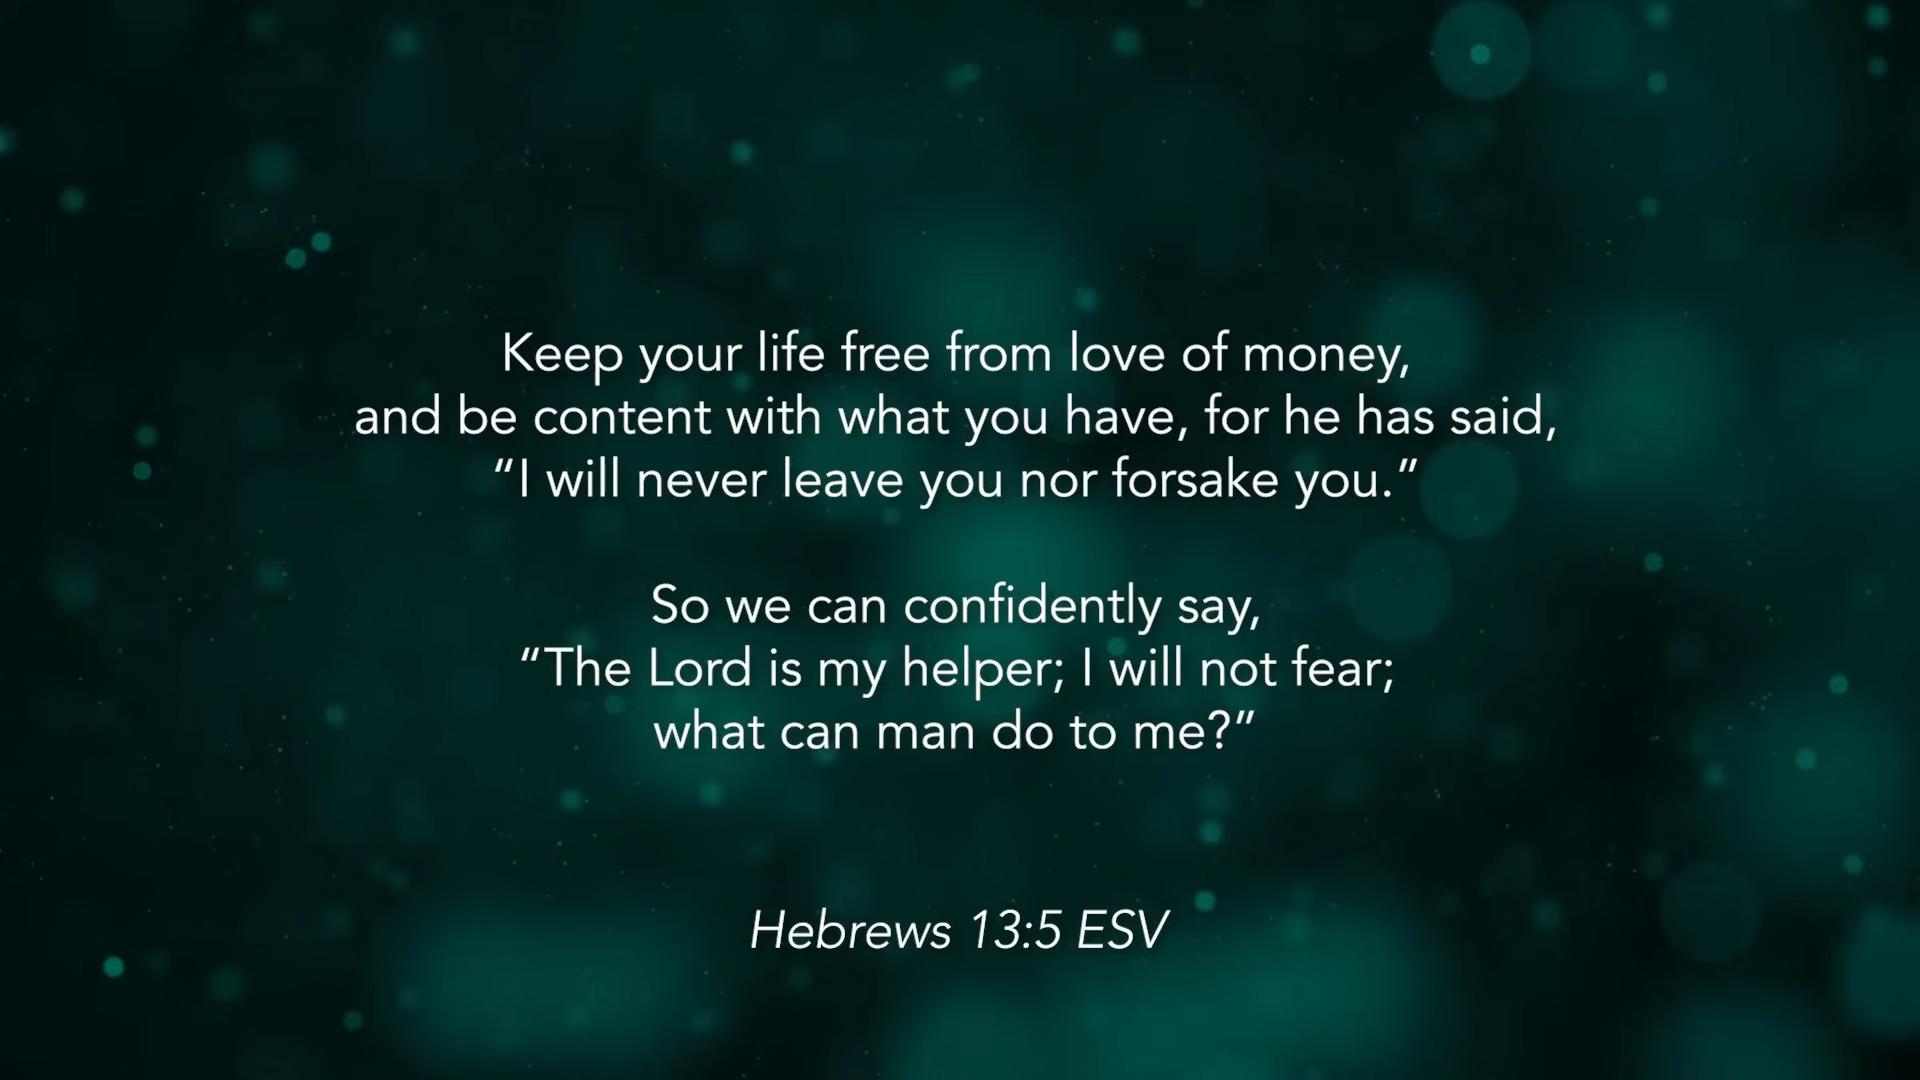 Keep your life free from love of money,
and be content with what you have, for he has said,
“I will never leave you nor forsake you.”
So we can confidently say,
“The Lord is my helper; I will not fear;
what can man do to me?”
Hebrews 13:5 ESV